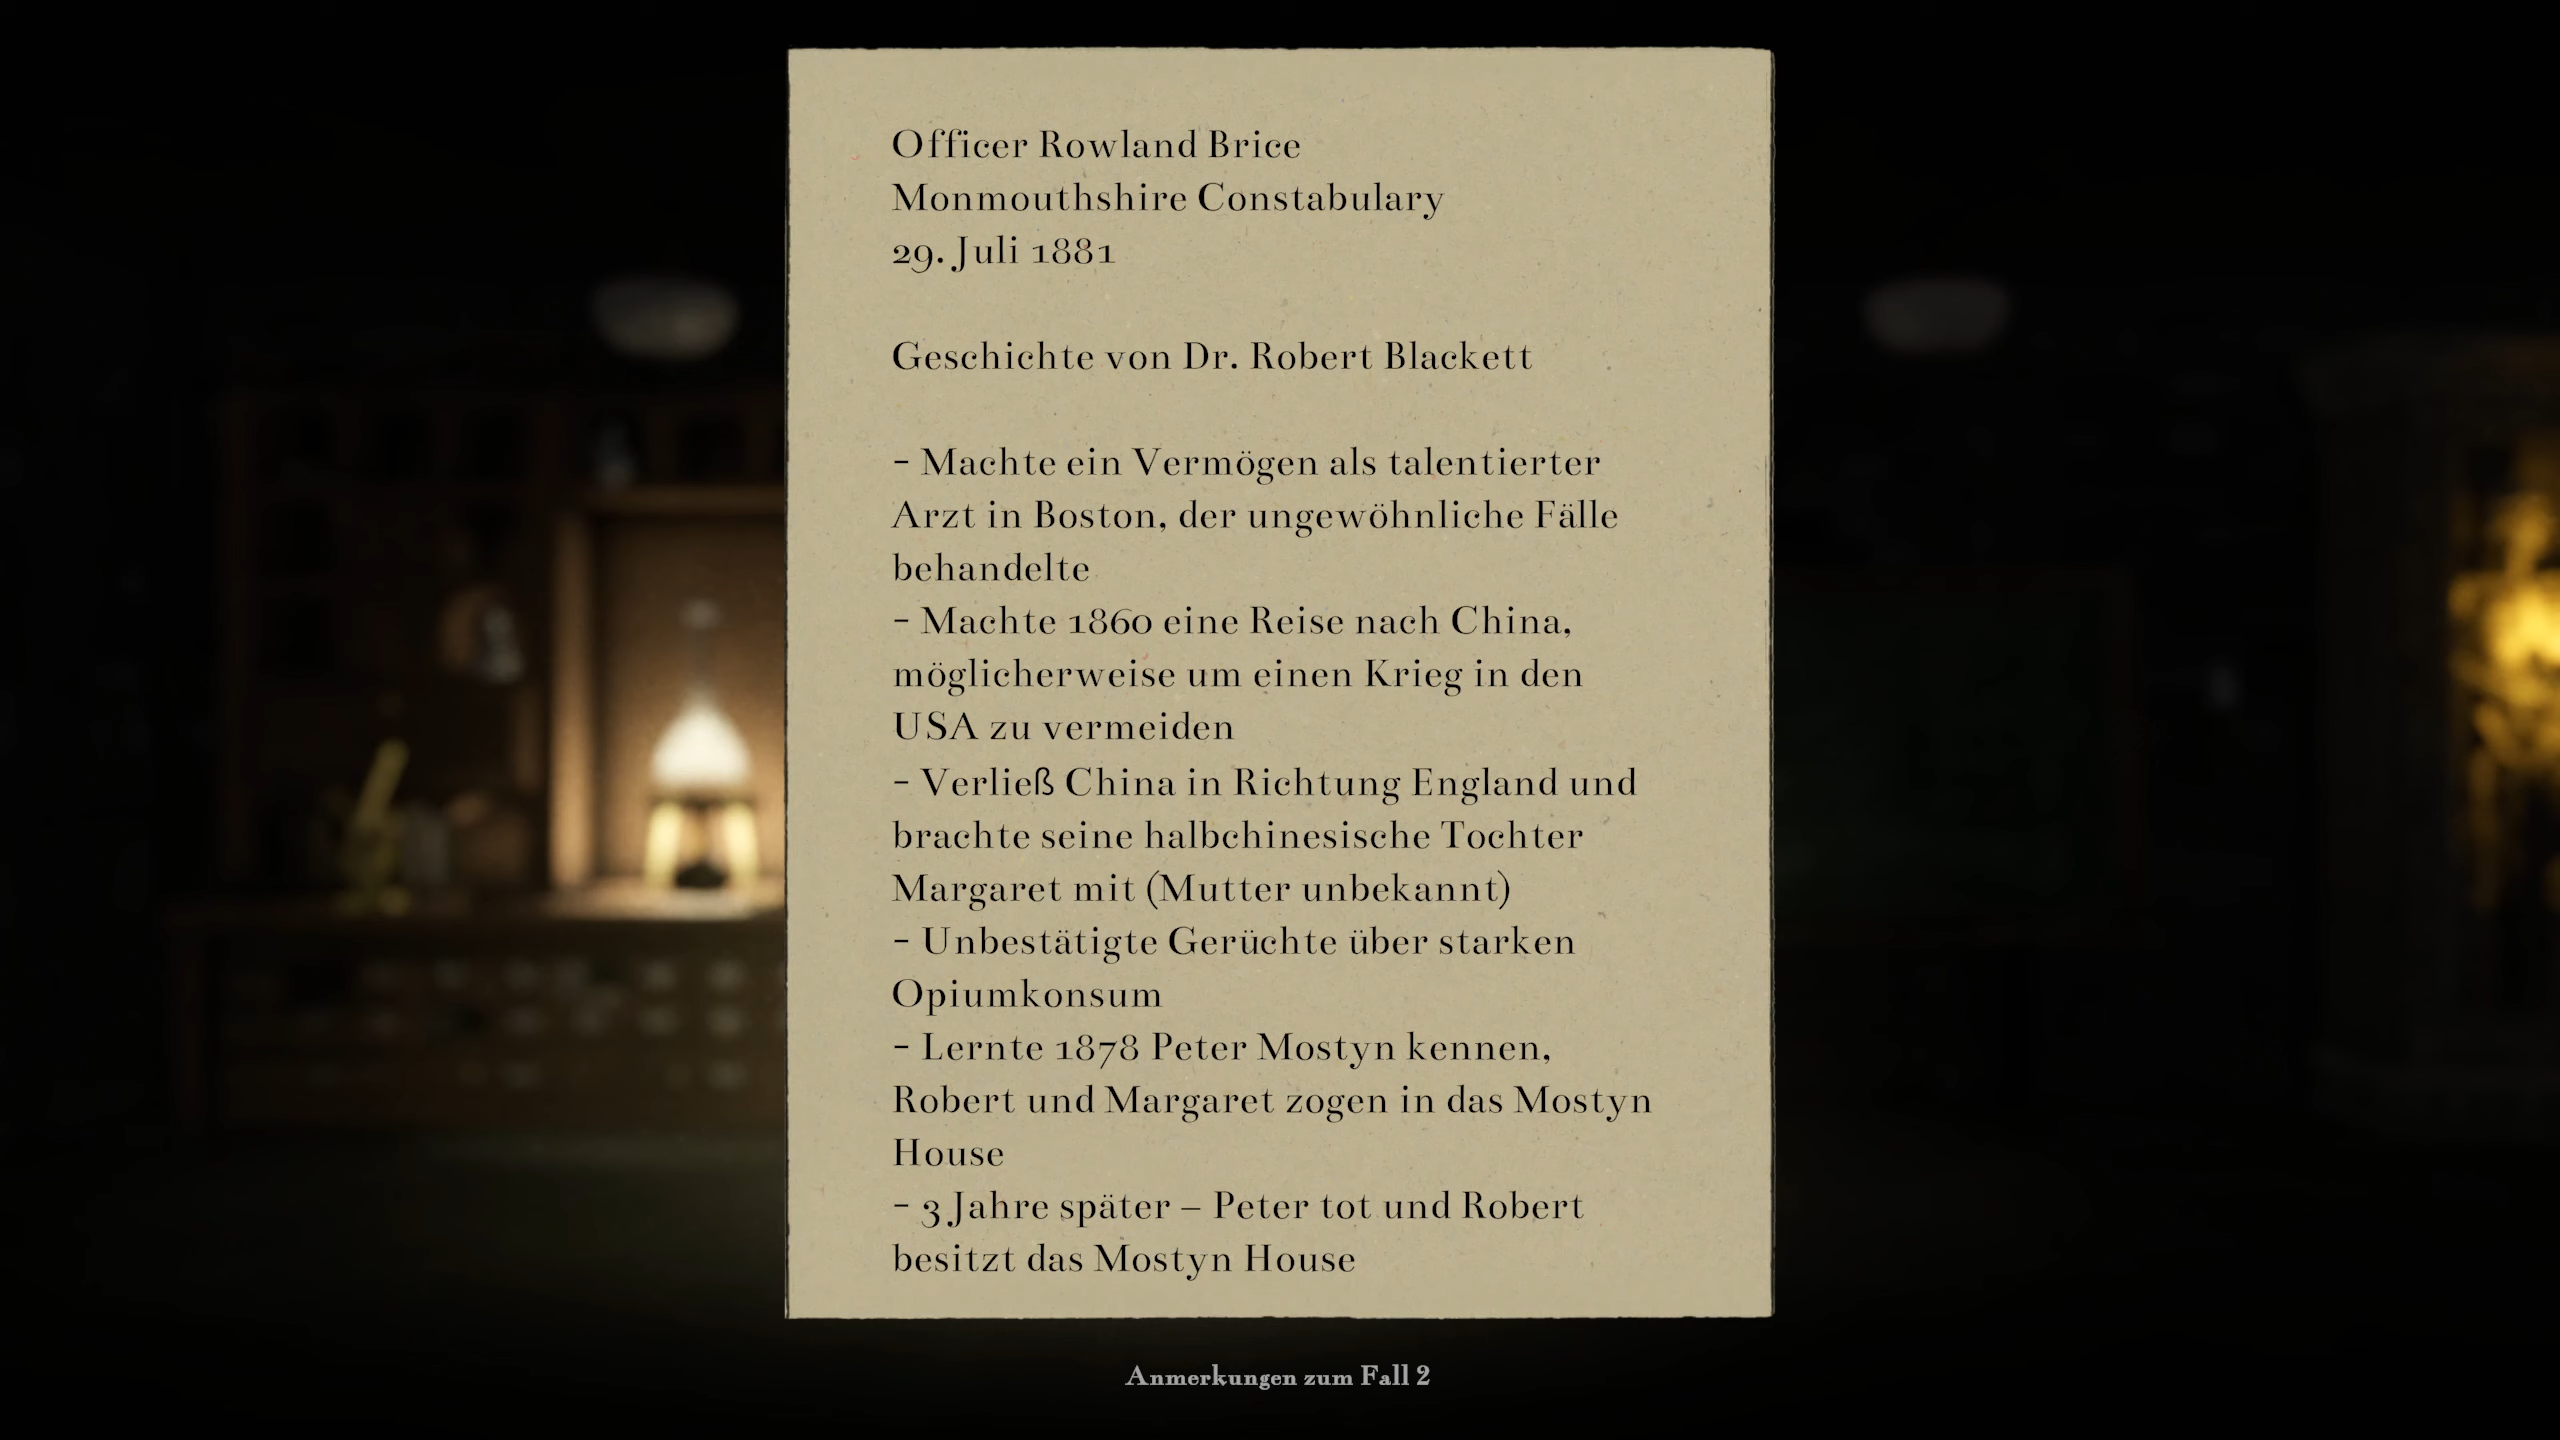 Officer Rowland Brice
Monmouthshire Constabulary
29. Juli 1881
Geschichte von Dr. Robert Blackett
- Machte ein Vermögen als talentierter
Arzt in Boston, der ungewöhnliche Fälle
behandelte
- Machte 1860 eine Reise nach China,
möglicherweise um einen Krieg in den
USA zu vermeiden
- Verließ China in Richtung England und
brachte seine halbchinesische Tochter
Margaret mit (Mutter unbekannt)
- Unbestätigte Gerüchte über starken
Opiumkonsum
- Lernte 1878 Peter Mostyn kennen,
Robert und Margaret zogen in das Mostyn
House
- 3 Jahre später – Peter tot und Robert
besitzt das Mostyn House
Anmerkungen zum Fall 2